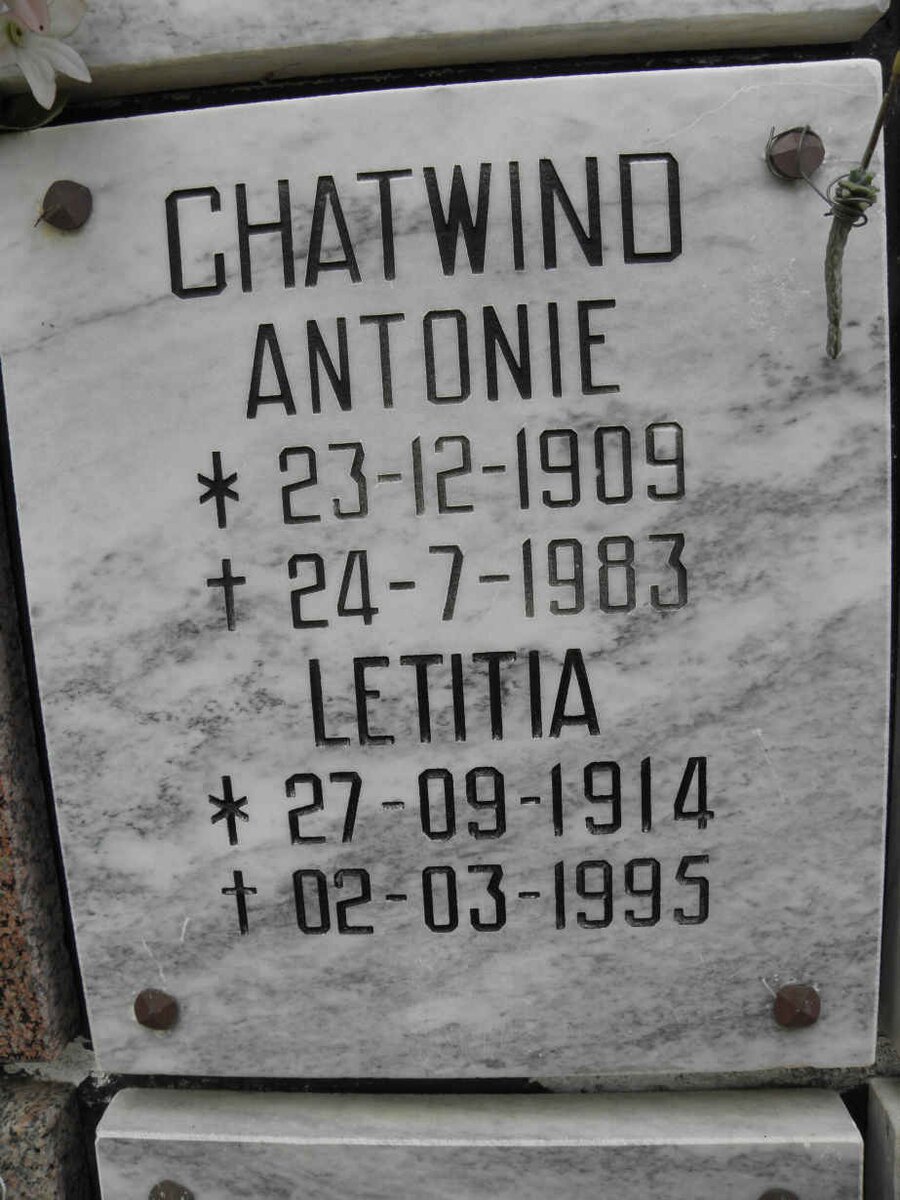 CHATWIND
ANTONIE
* 23-12-1909
† 24-7-1983
LETITIA
* 27-09-1914
† 02-03-1995